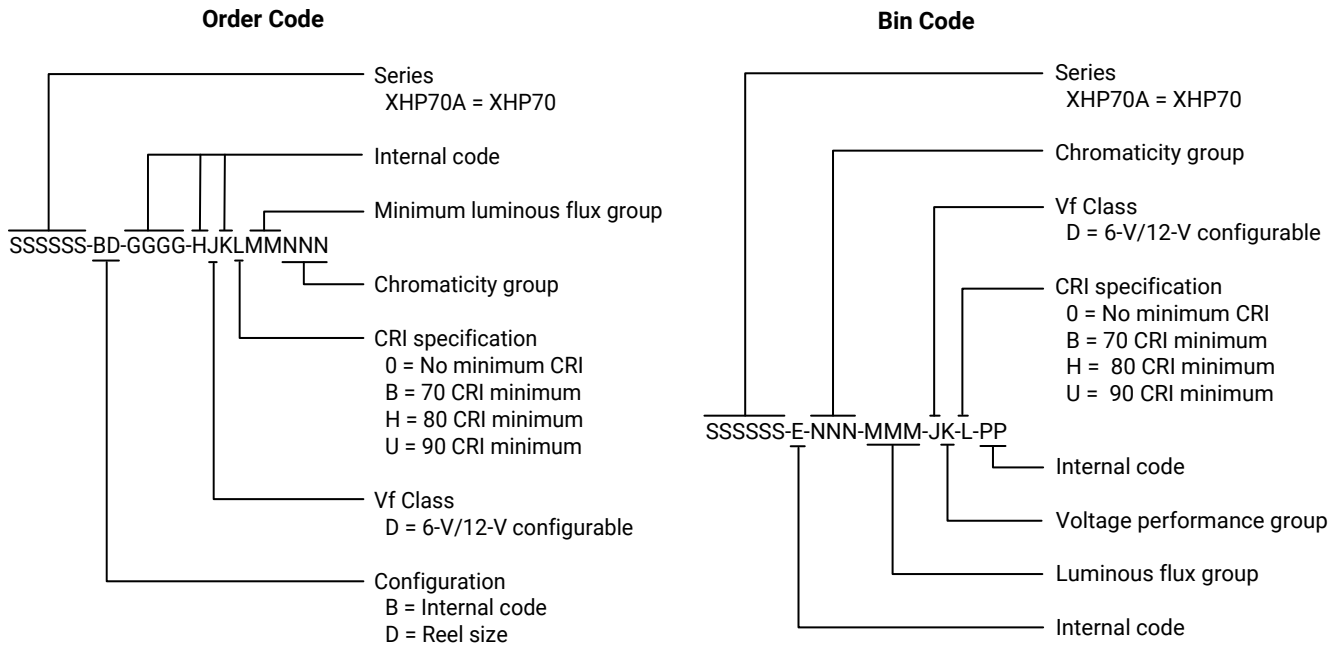 Order Code
Series
XHP70A = XHP70
Internal code
Minimum luminous flux group
SSSSSS-BD-GGGG-HJKLMMNNN
Chromaticity group
CRI specification
0 = No minimum CRI
B = 70 CRI minimum
H = 80 CRI minimum
U = 90 CRI minimum
Vf Class
D = 6-V/12-V configurable
Configuration
B = Internal code
D = Reel size
Bin Code
Series
XHP70A = XHP70
Chromaticity group
Vf Class
D = 6-V/12-V configurable
CRI specification
0 = No minimum CRI
B = 70 CRI minimum
H = 80 CRI minimum
U = 90 CRI minimum
SSSSSS-E-NNN-MMM-JK-L-PP
Internal code
Voltage performance group
Luminous flux group
Internal code